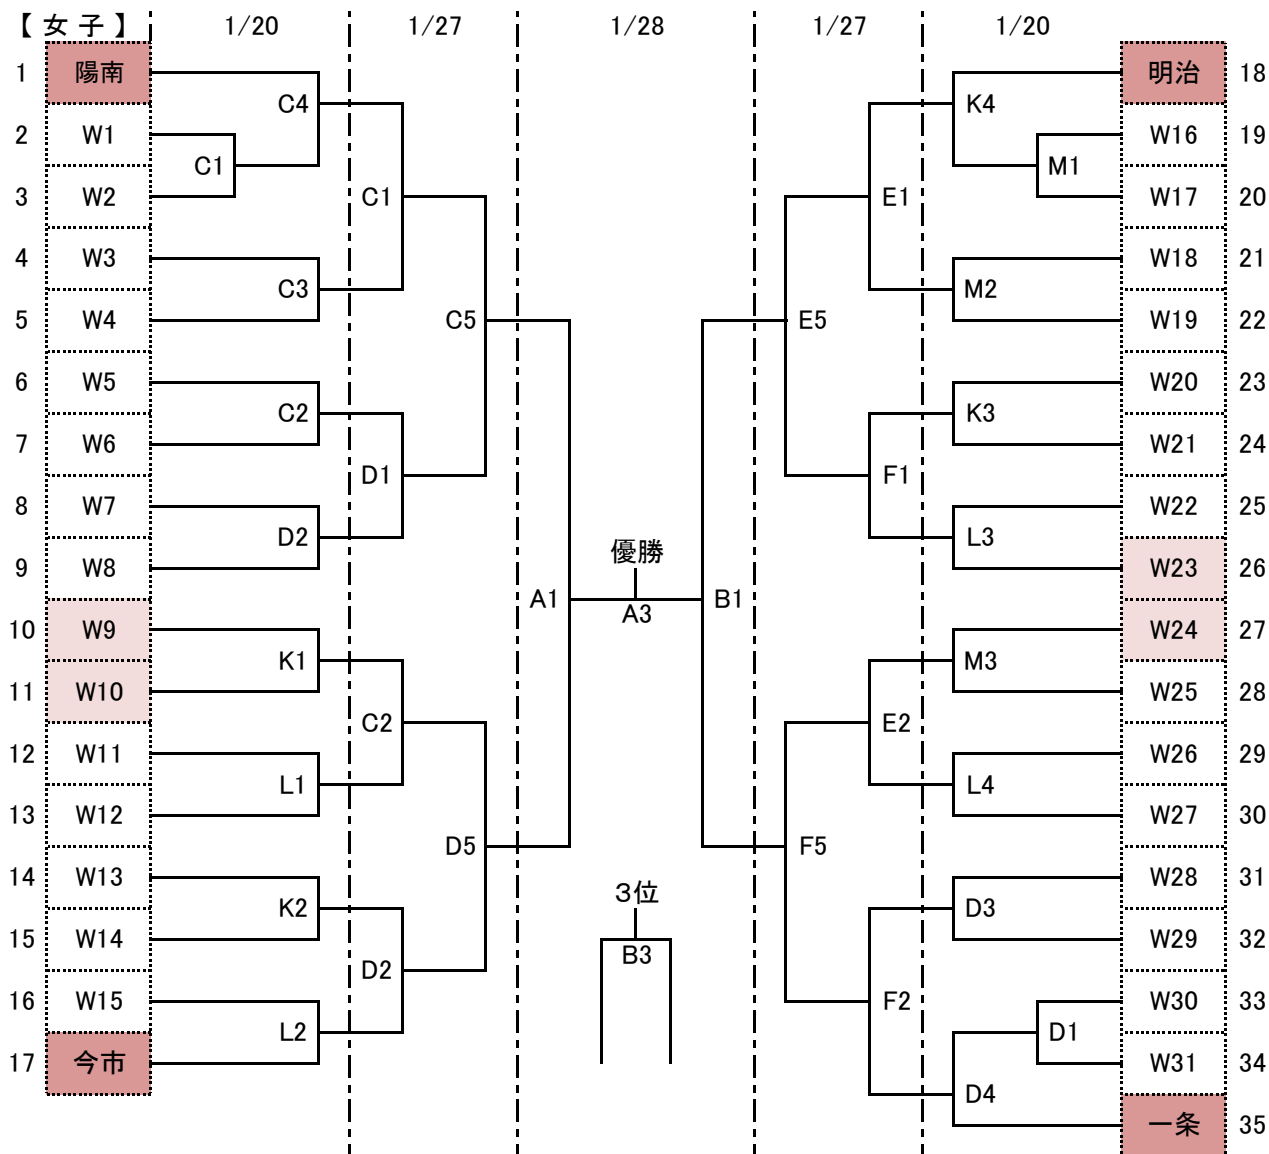 【 女 子 】 1/20 1/27 1/28 1/27 1/20
1 陽南 明治 18
C4 K4
2 W1 W16 19
C1 M1
3 W2 C1 E1 W17 20
4 W3 W18 21
C3 M2
5 W4 C5 E5 W19 22
6 W5 W20 23
C2 K3
7 W6 W21 24
D1 F1
8 W7 W22 25
D2 優勝 L3
9 W8 W23 26
A1 A3 B1
10 W9 W24 27
K1 M3
11 W10 W25 28
C2 E2
12 W11 W26 29
L1 L4
13 W12 W27 30
D5 F5
14 W13 W28 31
K2 3位 D3
15 W14 W29 32
B3
D2
16 W15 F2 W30 33
L2 D1
17 今市 W31 34
D4
一条 35